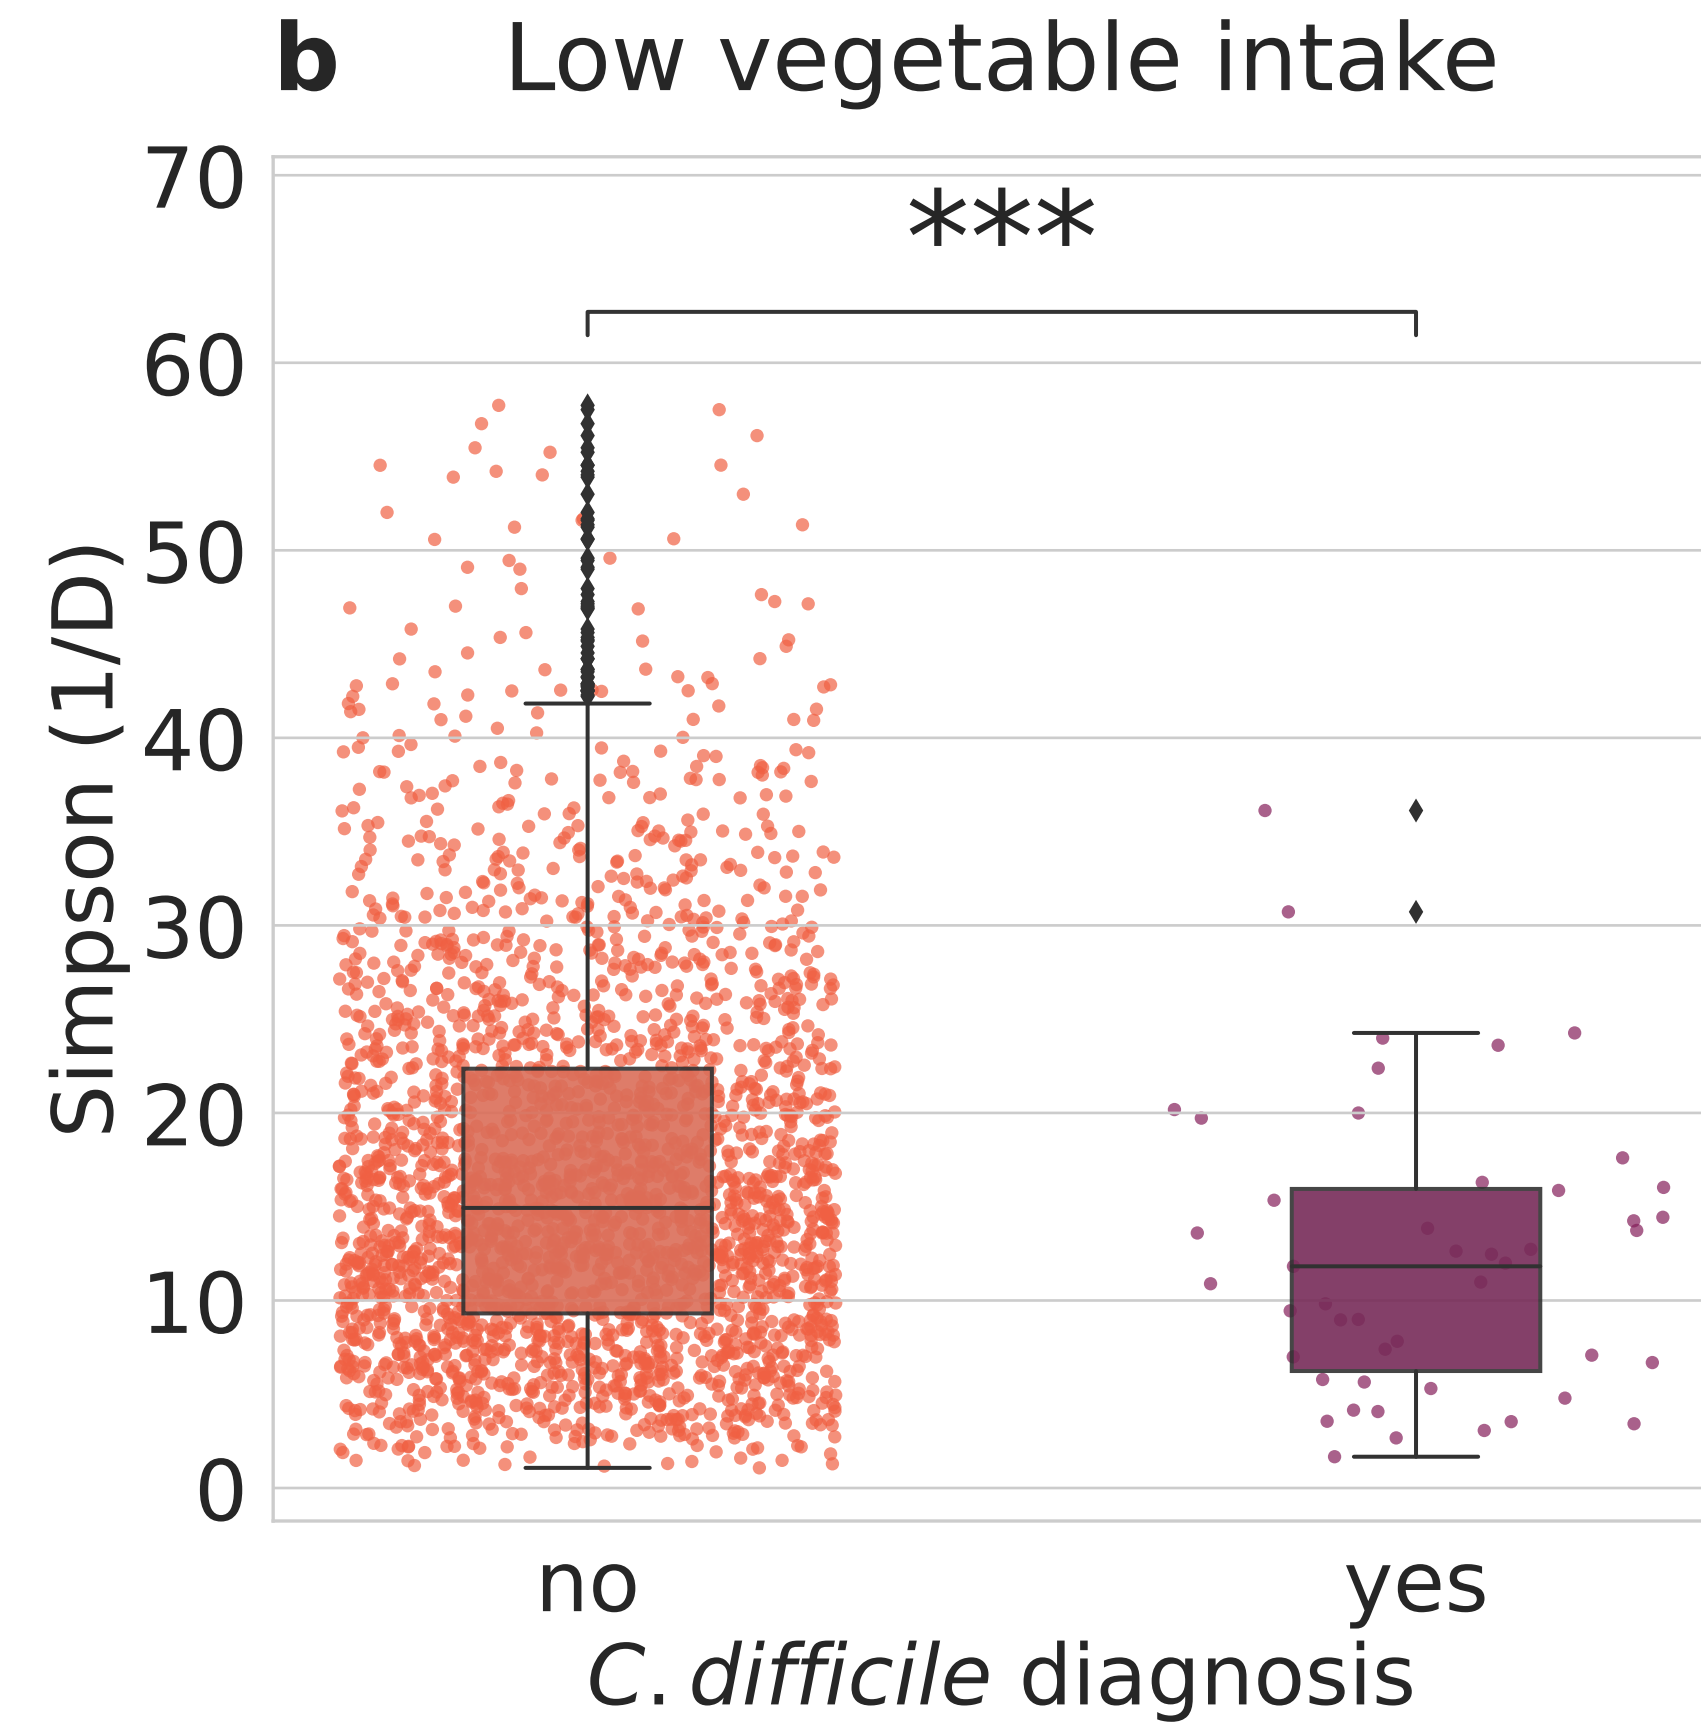 b Low vegetable intake
70
***
60
50
40
30
20
10
0
Simpson (1/D)
no yes
C. difficile diagnosis